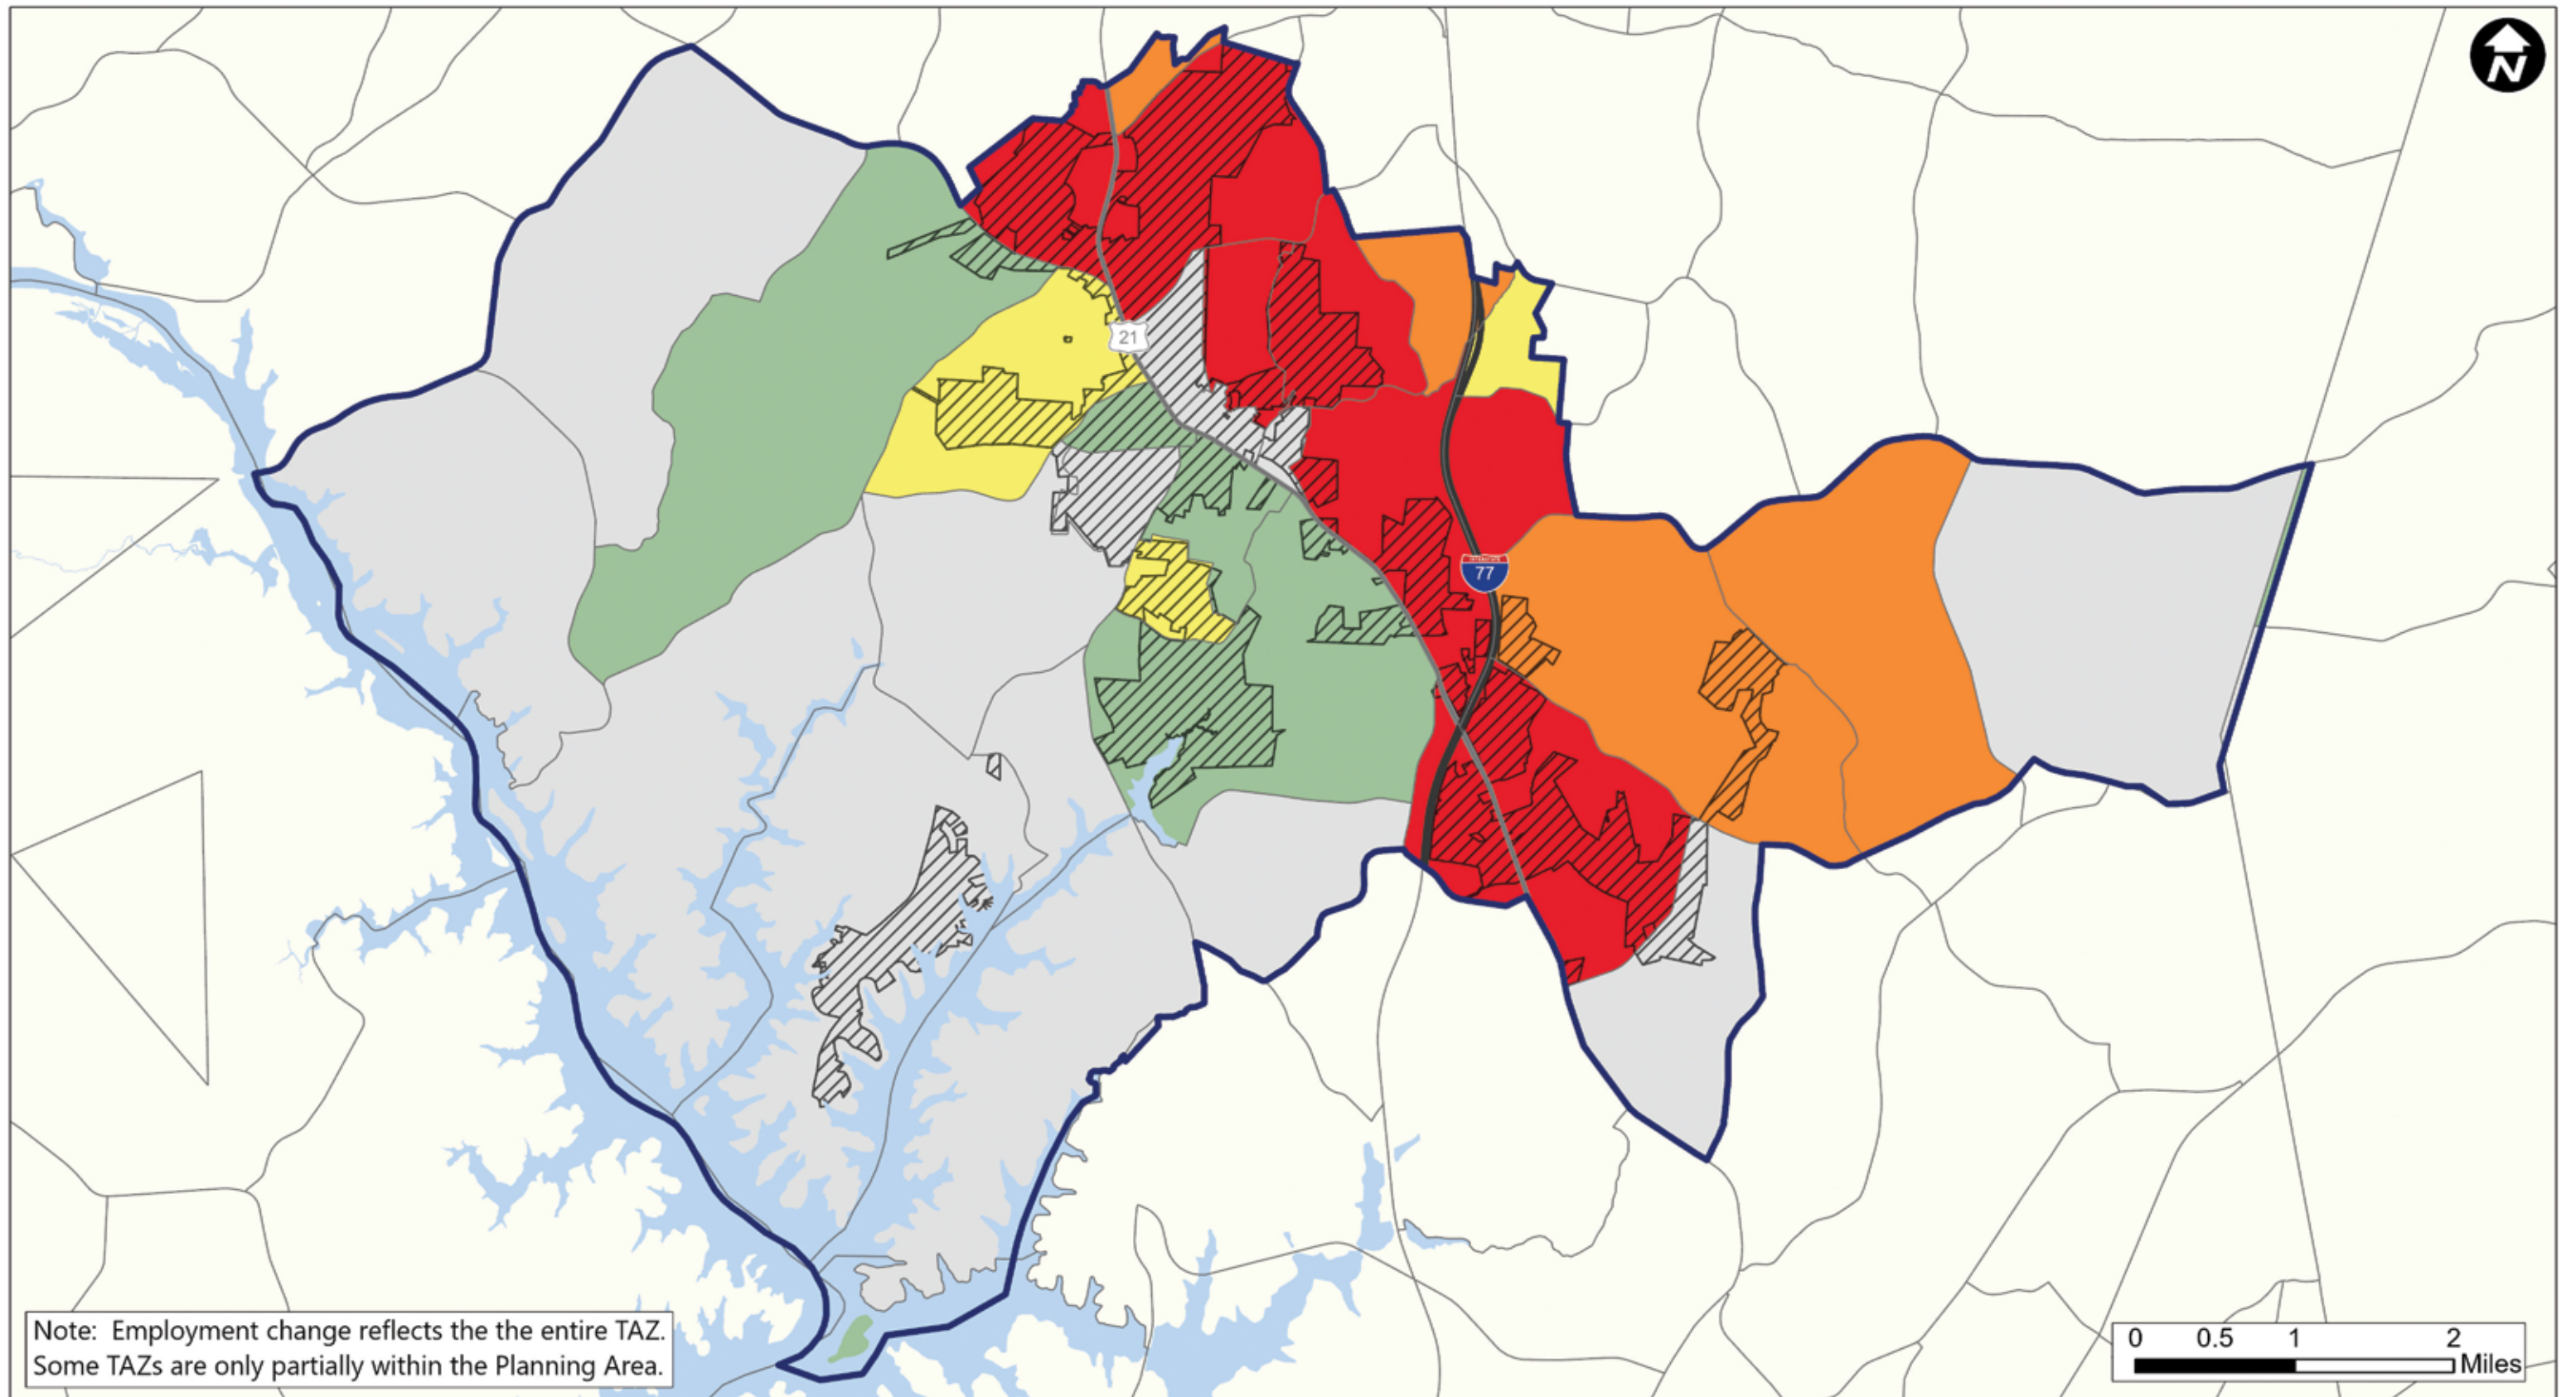 N
21
INTERSTATE
77
Note: Employment change reflects the the entire TAZ.
Some TAZs are only partially within the Planning Area.
0 0.5 1 2
Miles